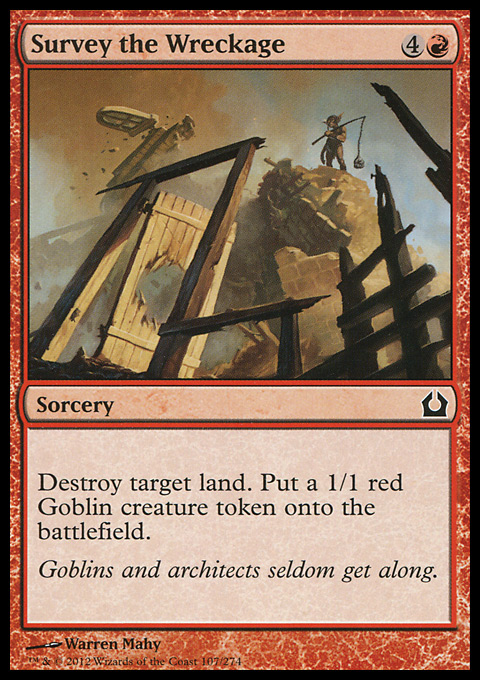 Survey the Wreckage 4
Sorcery
Destroy target land. Put a 1/1 red
Goblin creature token onto the
battlefield.
Goblins and architects seldom get along.
Warren Mahy
™ & © 2012 Wizards of the Coast 107/274